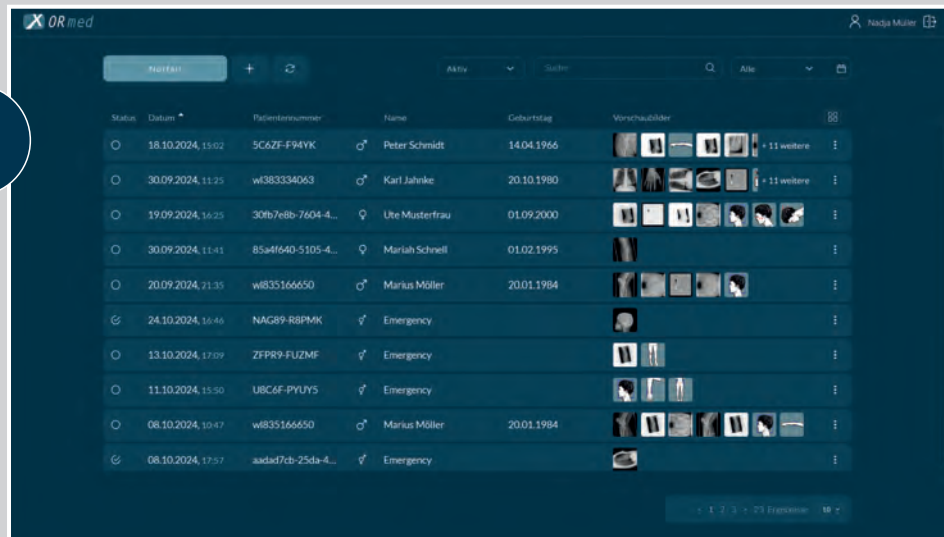 X ORmed
Nadja Müller
Notfall
Aktiv
Suche
Alle
Status Datum Patientennummer Name Geburtstag Vorschaubilder
18.10.2024, 15:02 5C6ZF-F94YK Peter Schmidt 14.04.1966 + 11 weitere
30.09.2024, 11:25 wl383334063 Karl Jahnke 20.10.1980 + 11 weitere
19.09.2024, 16:25 30fb7e8b-7604-4... Ute Musterfrau 01.09.2000
30.09.2024, 11:41 85a4f640-5105-4... Mariah Schnell 01.02.1995
20.09.2024, 21:35 wl835166650 Marius Möller 20.01.1984
24.10.2024, 16:46 NAG89-R8PMK Emergency
13.10.2024, 17:09 ZFPR9-FUZMF Emergency
11.10.2024, 15:50 U8C6F-PYUY5 Emergency
08.10.2024, 10:47 wl835166650 Marius Möller 20.01.1984
08.10.2024, 17:57 aadad7cb-25da-4... Emergency
1 2 3 Ergebnisse